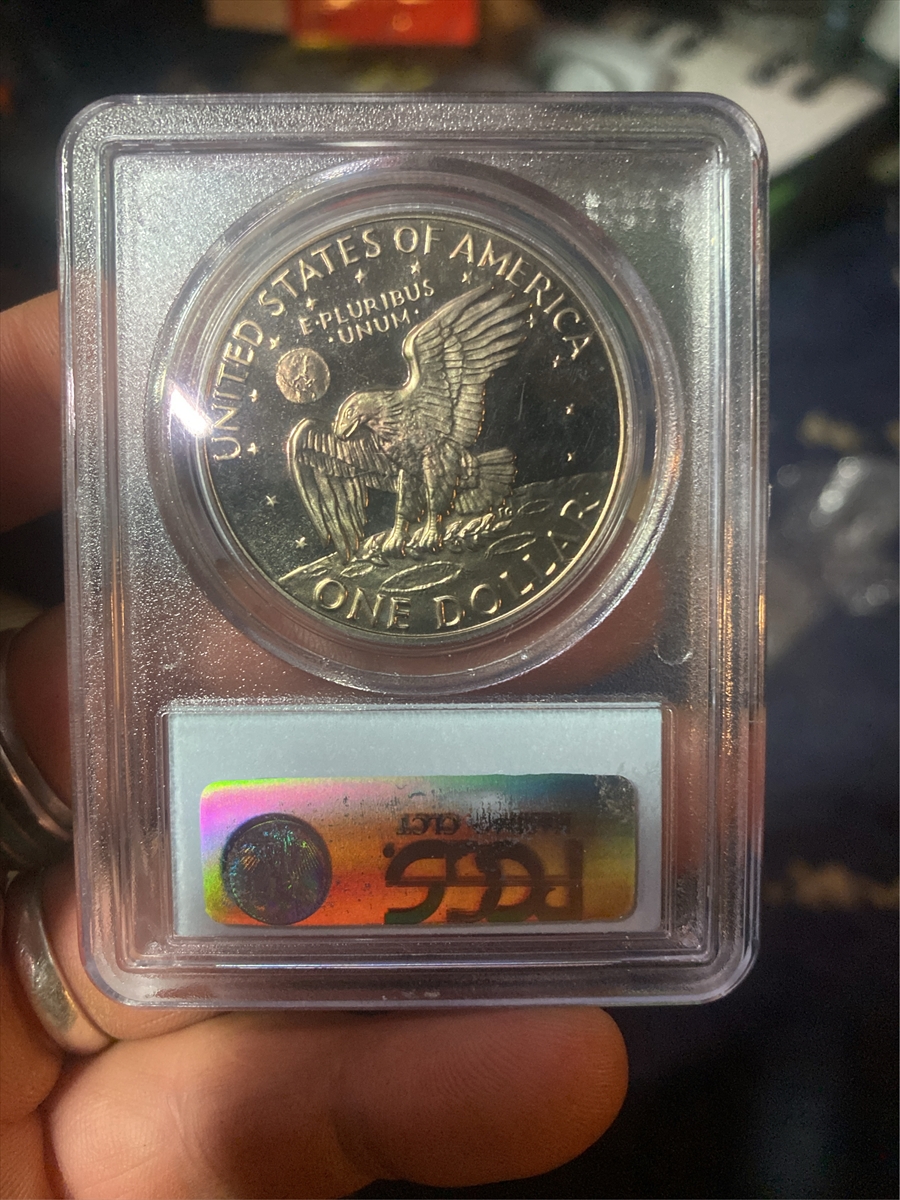 UNITED STATES OF AMERICA
E·PLURIBUS
·UNUM·
ONE DOLLAR
PCGS.